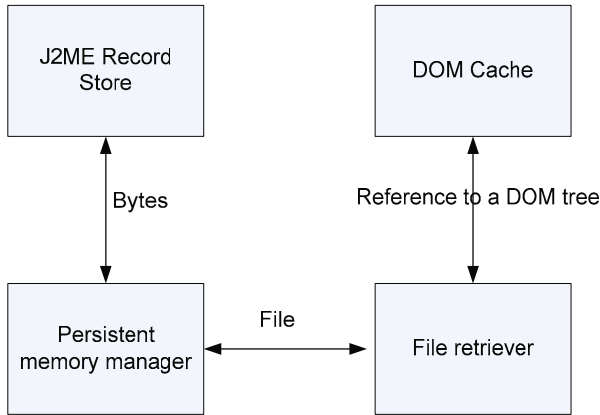 J2ME Record
Store
DOM Cache
Bytes
Reference to a DOM tree
File
Persistent
memory manager
File retriever